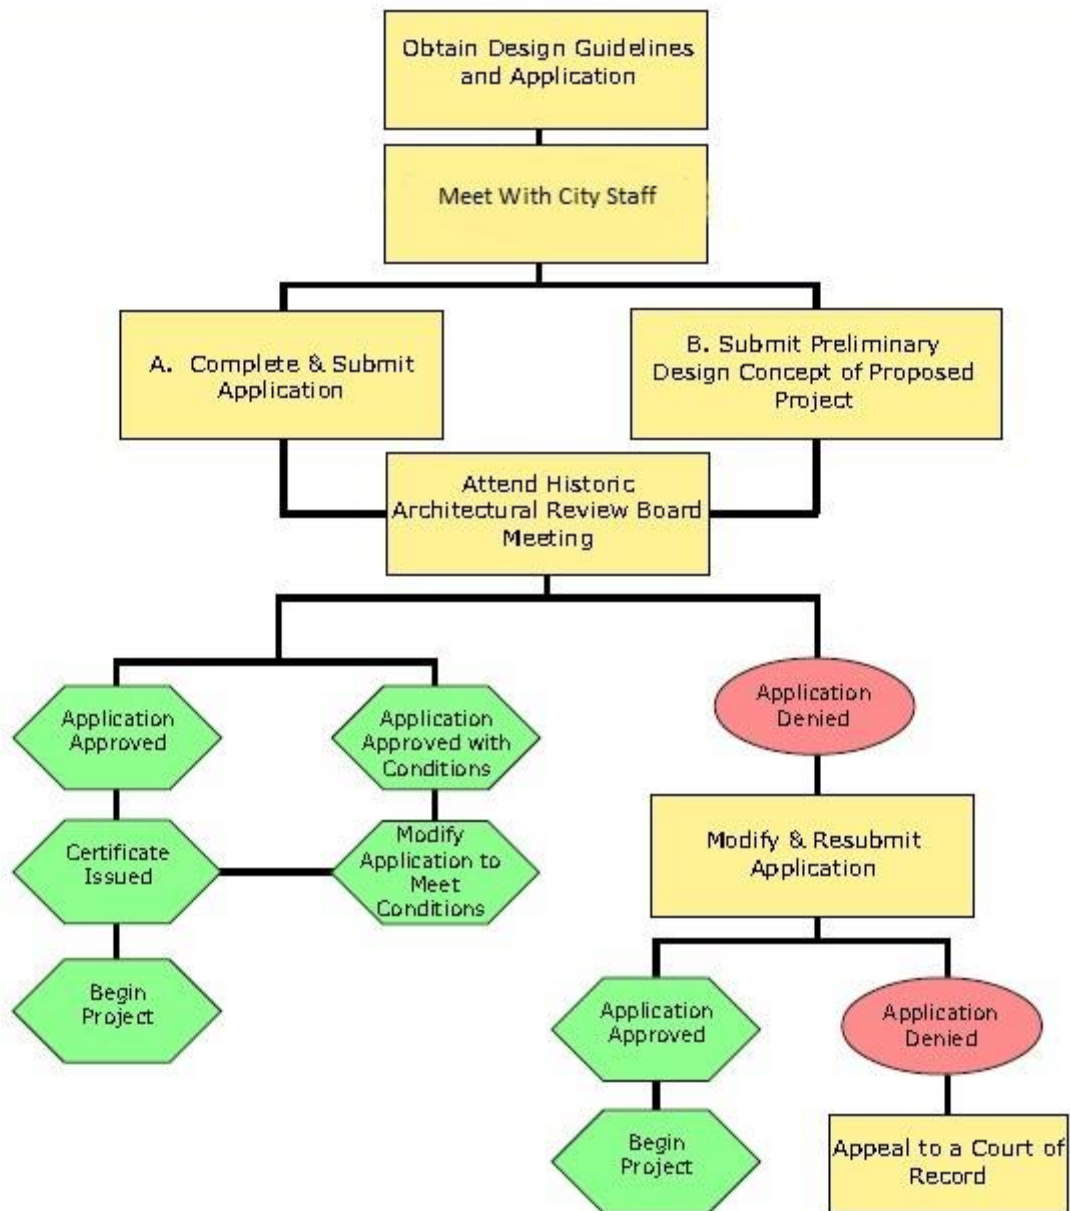 Obtain Design Guidelines
and Application
Meet With City Staff
A. Complete & Submit
Application
B. Submit Preliminary
Design Concept of Proposed
Project
Attend Historic
Architectural Review Board
Meeting
Application
Approved
Application
Approved with
Conditions
Application
Denied
Certificate
Issued
Modify
Application to
Meet
Conditions
Modify & Resubmit
Application
Begin
Project
Application
Approved
Application
Denied
Begin
Project
Appeal to a Court of
Record